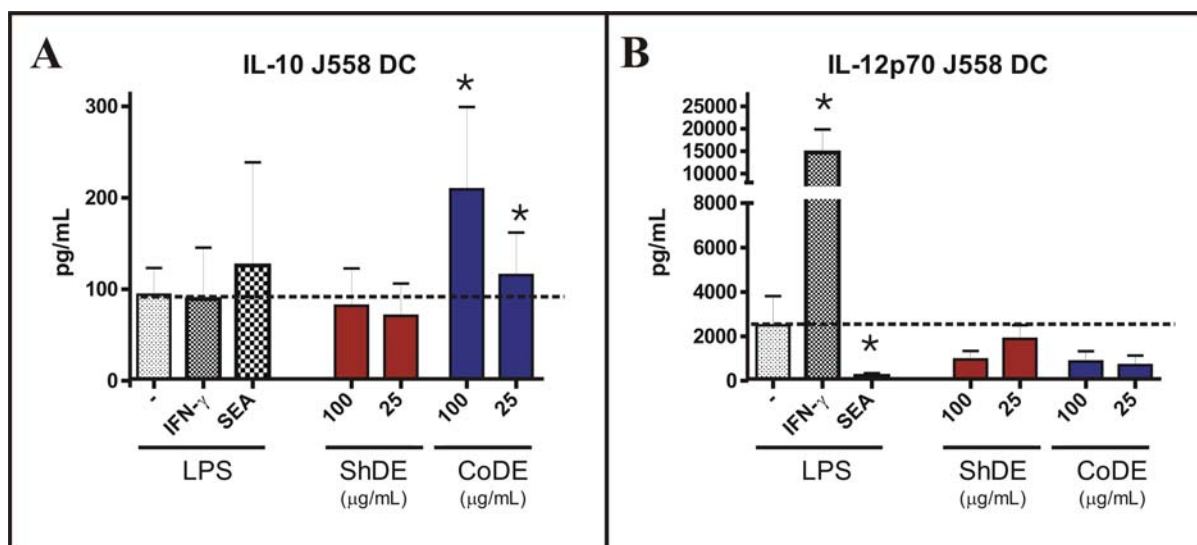 A
IL-10 J558 DC
pg/mL
300
200
100
0
*
*
- IFN-γ SEA 100 25 100 25
LPS ShDE CoDE
(μg/mL) (μg/mL)
B
IL-12p70 J558 DC
pg/mL
25000
20000
15000
10000
8000
6000
4000
2000
0
*
*
- IFN-γ SEA 100 25 100 25
LPS ShDE CoDE
(μg/mL) (μg/mL)